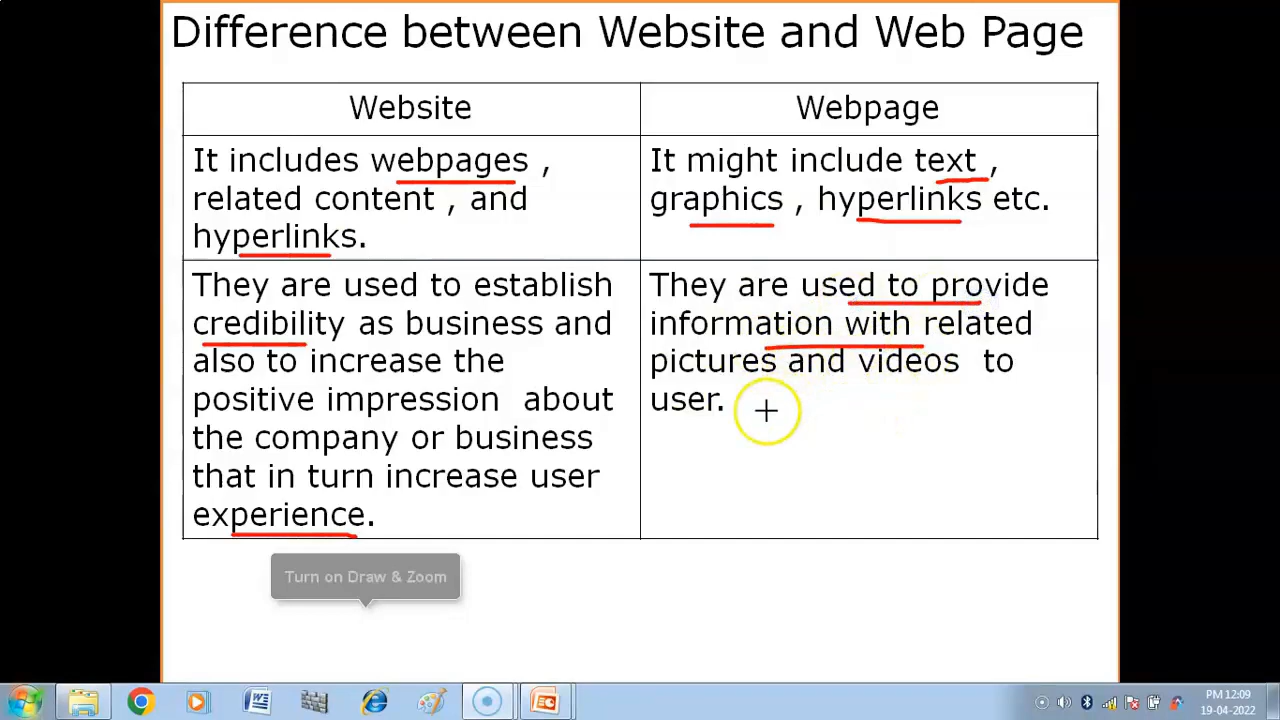 Difference between Website and Web Page
Website
Webpage
It includes webpages ,
related content , and
hyperlinks.
It might include text ,
graphics , hyperlinks etc.
They are used to establish
credibility as business and
also to increase the
positive impression about
the company or business
that in turn increase user
experience.
They are used to provide
information with related
pictures and videos to
user.
Turn on Draw & Zoom
PM 12:09
19-04-2022